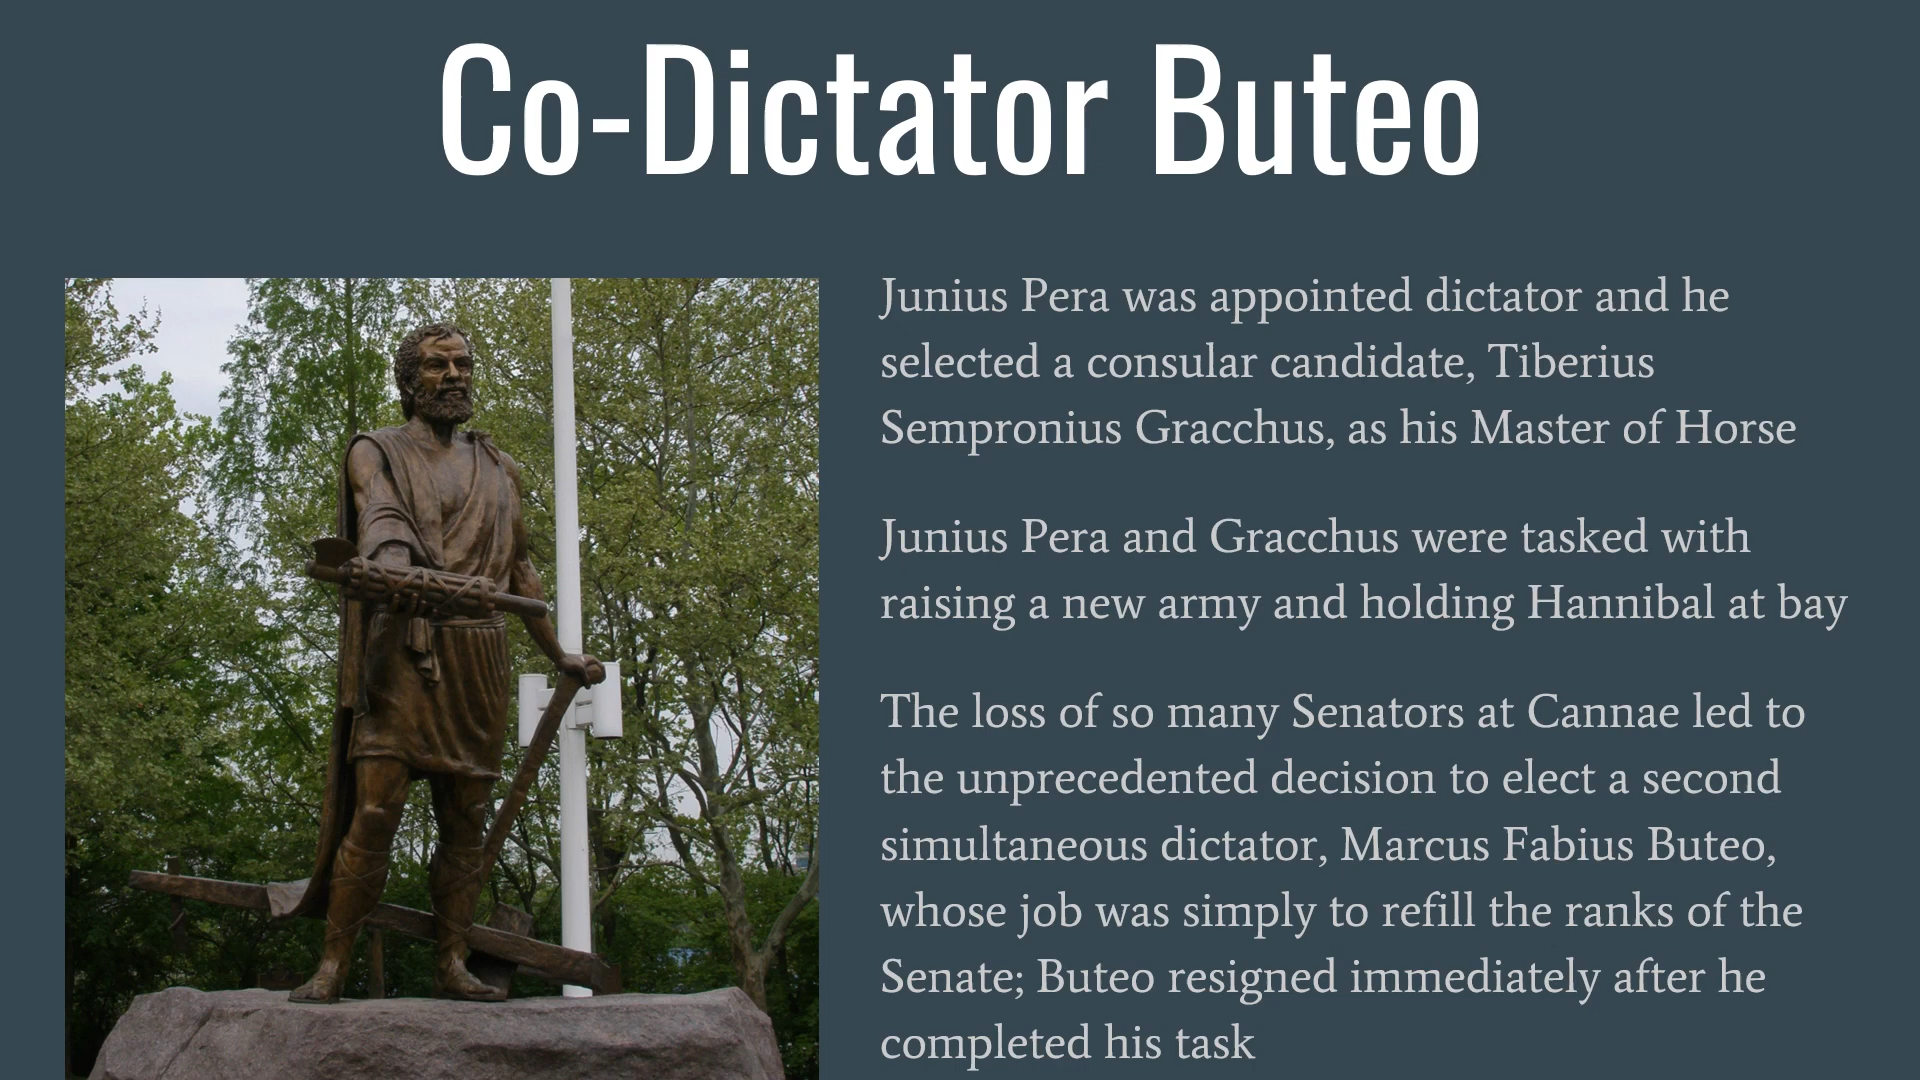 Co-Dictator Buteo
Junius Pera was appointed dictator and he
selected a consular candidate, Tiberius
Sempronius Gracchus, as his Master of Horse
Junius Pera and Gracchus were tasked with
raising a new army and holding Hannibal at bay
The loss of so many Senators at Cannae led to
the unprecedented decision to elect a second
simultaneous dictator, Marcus Fabius Buteo,
whose job was simply to refill the ranks of the
Senate; Buteo resigned immediately after he
completed his task